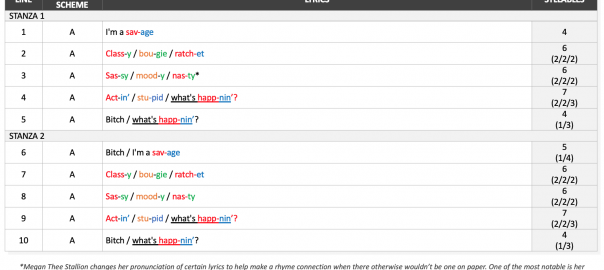 LINE SCHEME LYRICS SYLLABLES
STANZA 1
1 A I'm a sav-age 4
2 A Class-y / bou-gie / ratch-et 6
(2/2/2)
3 A Sas-sy / mood-y / nas-ty* 6
(2/2/2)
4 A Act-in' / stu-pid / what's happ-nin'? 7
(2/2/3)
5 A Bitch / what's happ-nin'? 4
(1/3)
STANZA 2
6 A Bitch / I'm a sav-age 5
(1/4)
7 A Class-y / bou-gie / ratch-et 6
(2/2/2)
8 A Sas-sy / mood-y / nas-ty 6
(2/2/2)
9 A Act-in' / stu-pid / what's happ-nin'? 7
(2/2/3)
10 A Bitch / what's happ-nin'? 4
(1/3)
*Megan Thee Stallion changes her pronunciation of certain lyrics to help make a rhyme connection when there otherwise wouldn't be one on paper. One of the most notable is her